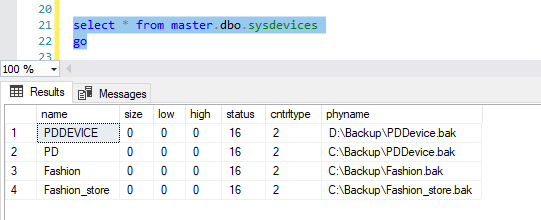 20
21 select * from master.dbo.sysdevices
22 go
23
100 %
Results Messages
name size low high status cntrltype phyname
1 PDDEVICE 0 0 0 16 2 D:\Backup\PDDevice.bak
2 PD 0 0 0 16 2 C:\Backup\PDDevice.bak
3 Fashion 0 0 0 16 2 C:\Backup\Fashion.bak
4 Fashion_store 0 0 0 16 2 C:\Backup\Fashion_store.bak